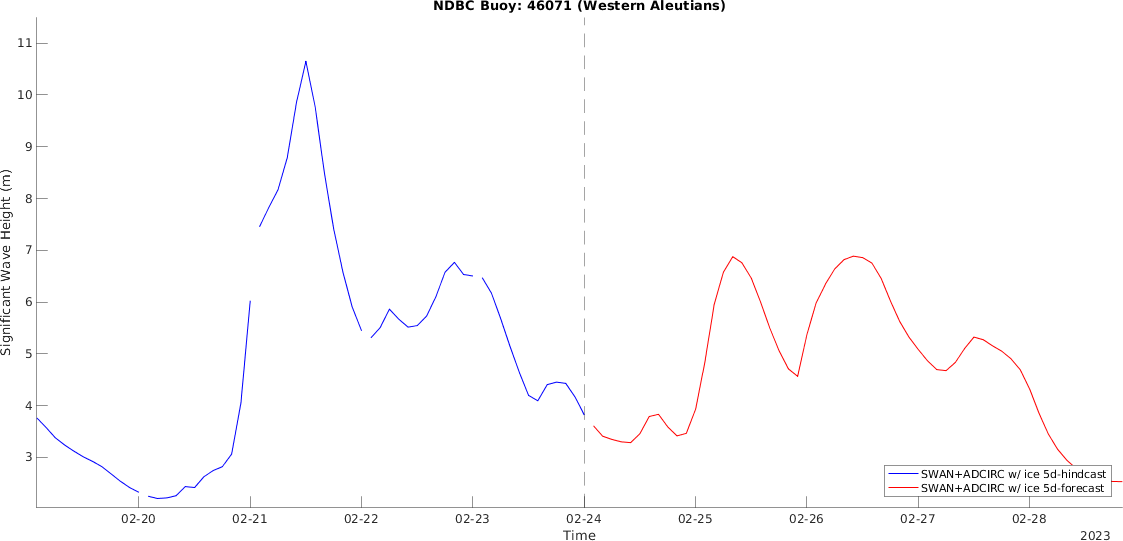 NDBC Buoy: 46071 (Western Aleutians)
Significant Wave Height (m)
11
10
9
8
7
6
5
4
3
SWAN+ADCIRC w/ ice 5d-hindcast
SWAN+ADCIRC w/ ice 5d-forecast
02-20 02-21 02-22 02-23 02-24 02-25 02-26 02-27 02-28
Time
2023